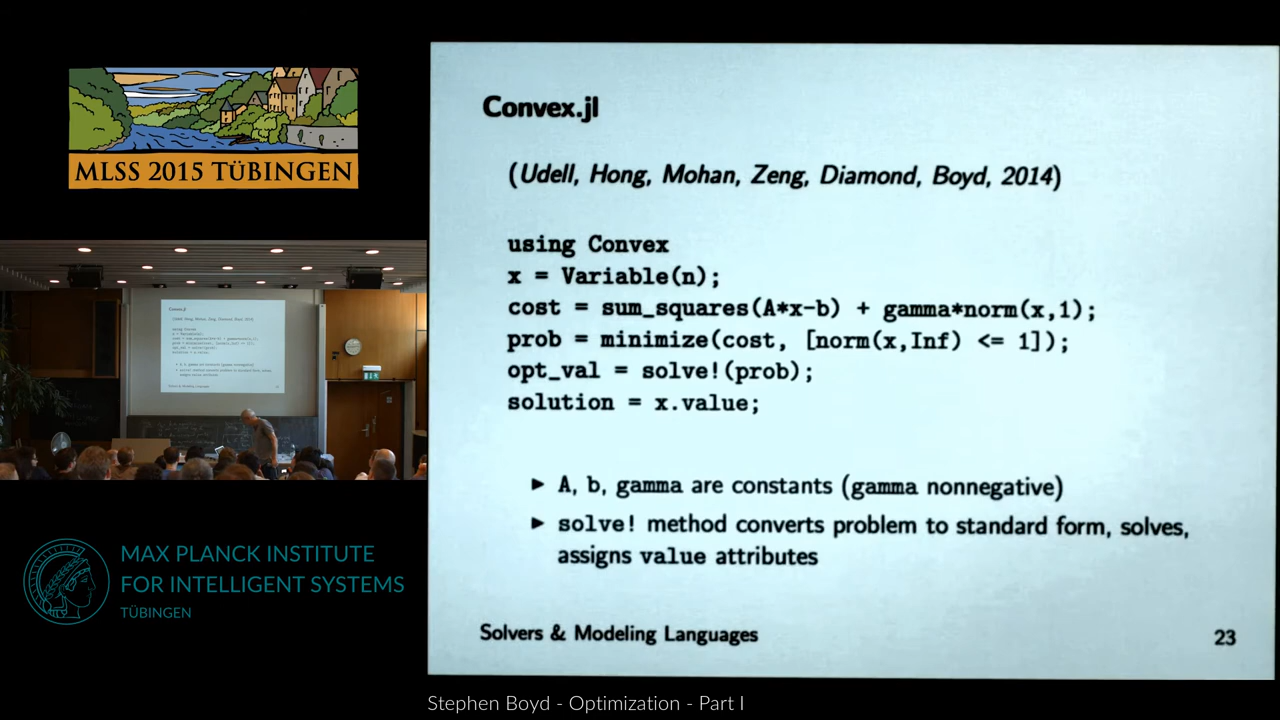 MLSS 2015 TÜBINGEN
MAX PLANCK INSTITUTE
FOR INTELLIGENT SYSTEMS
TÜBINGEN
Convex.jl
(Udell, Hong, Mohan, Zeng, Diamond, Boyd, 2014)
using Convex
x = Variable(n);
cost = sum_squares(A*x-b) + gamma*norm(x,1);
prob = minimize(cost, [norm(x,Inf) <= 1]);
opt_val = solve!(prob);
solution = x.value;
▶ A, b, gamma are constants (gamma nonnegative)
▶ solve! method converts problem to standard form, solves,
assigns value attributes
Solvers & Modeling Languages 23
Stephen Boyd - Optimization - Part I